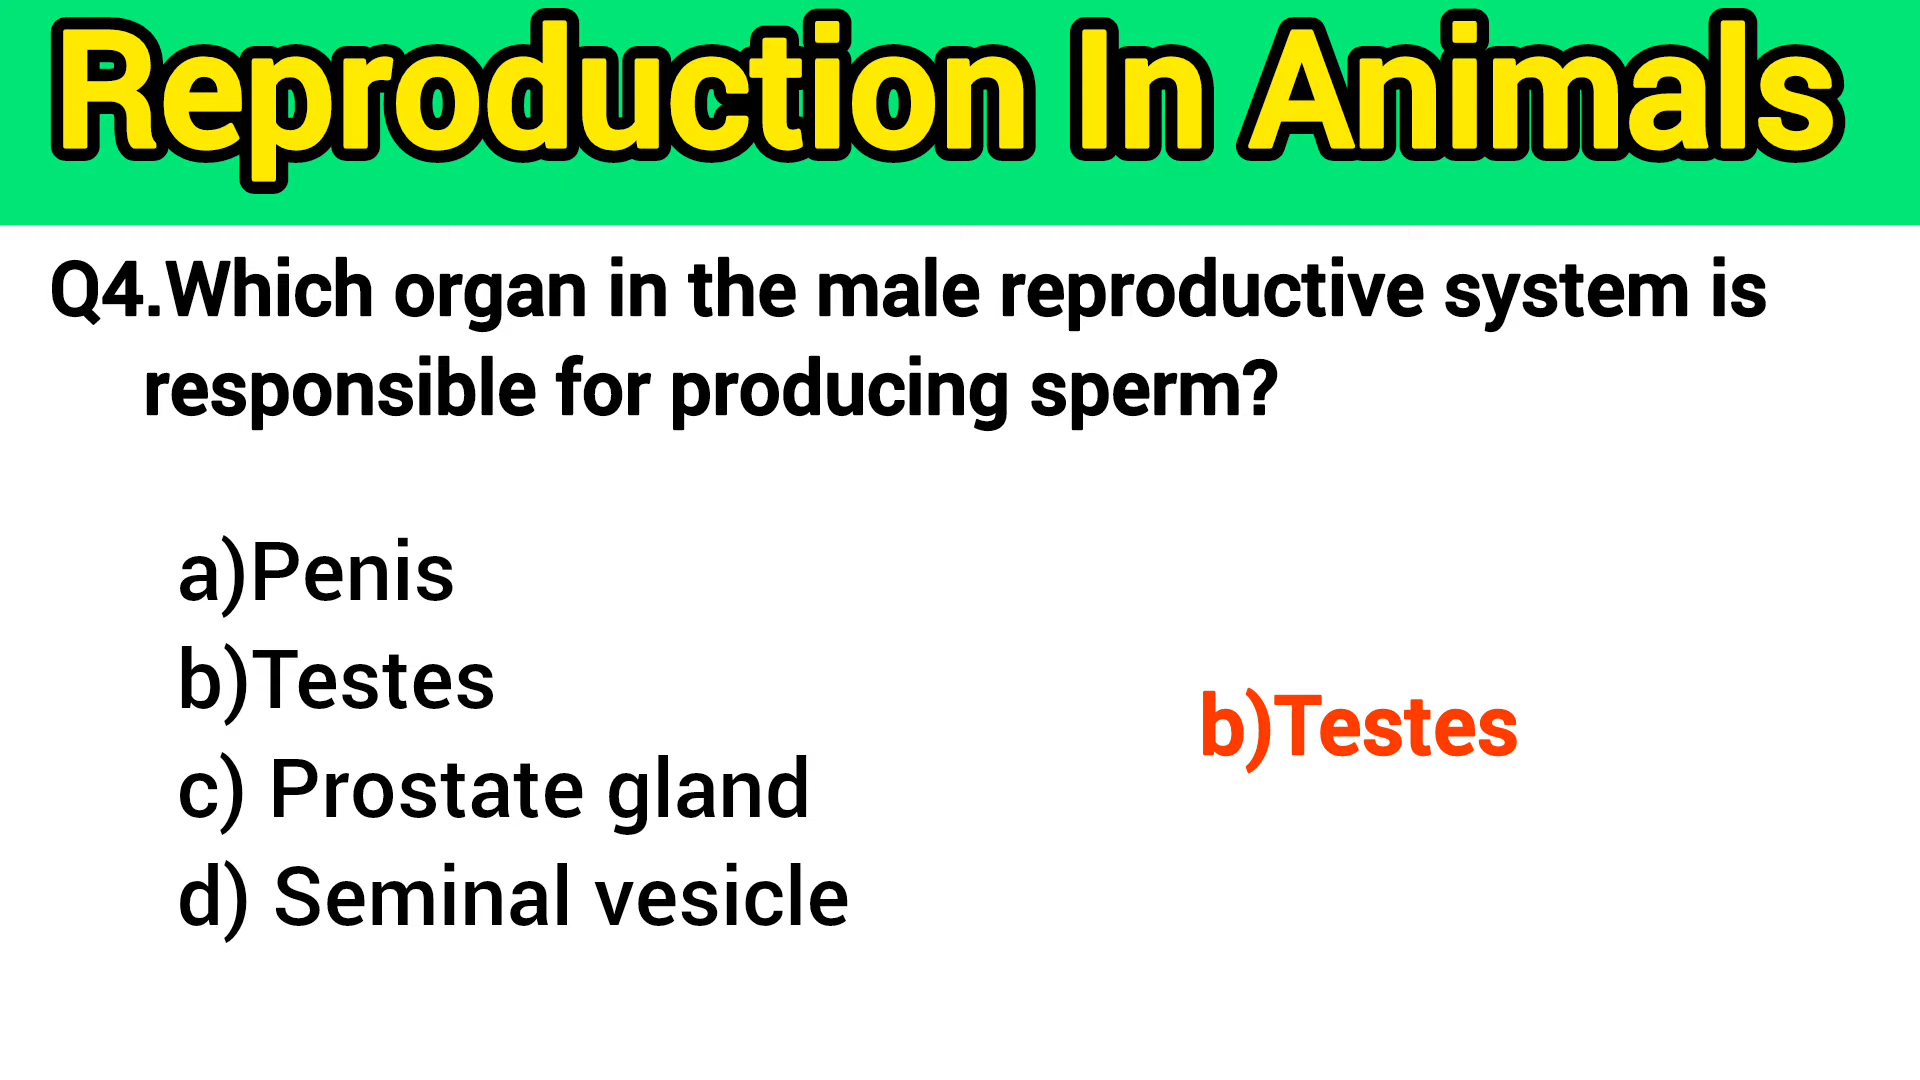 Reproduction In Animals
Q4.Which organ in the male reproductive system is
responsible for producing sperm?
a)Penis
b)Testes
c) Prostate gland
d) Seminal vesicle
b)Testes